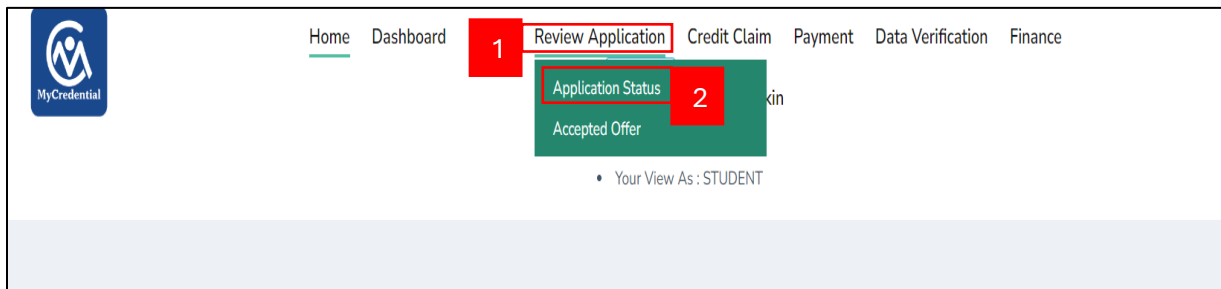 Home Dashboard 1 Review Application Credit Claim Payment Data Verification Finance
MyCredential
Application Status 2
Accepted Offer
• Your View As : STUDENT